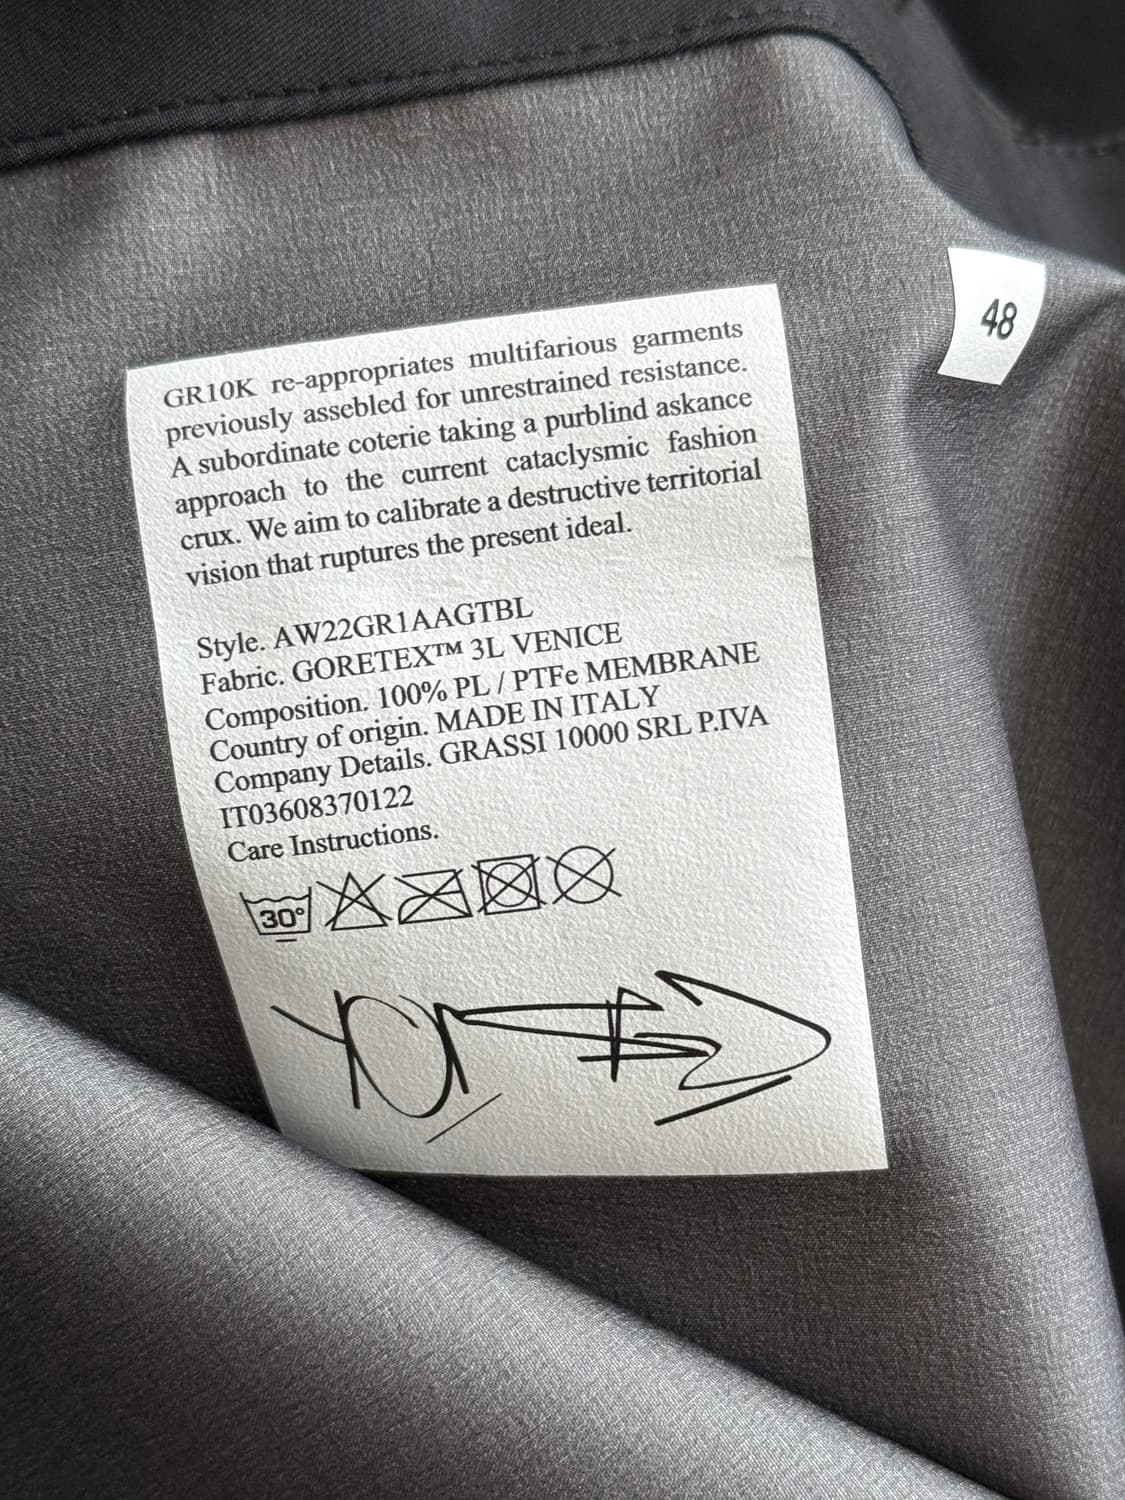 GR10K re-appropriates multifarious garments
previously assebled for unrestrained resistance.
A subordinate coterie taking a purblind askance
approach to the current cataclysmic fashion
crux. We aim to calibrate a destructive territorial
vision that ruptures the present ideal.
Style. AW22GR1AAGTBL
Fabric. GORETEX™ 3L VENICE
Composition. 100% PL / PTFe MEMBRANE
Country of origin. MADE IN ITALY
Company Details. GRASSI 10000 SRL P.IVA
IT03608370122
Care Instructions.
30°
48